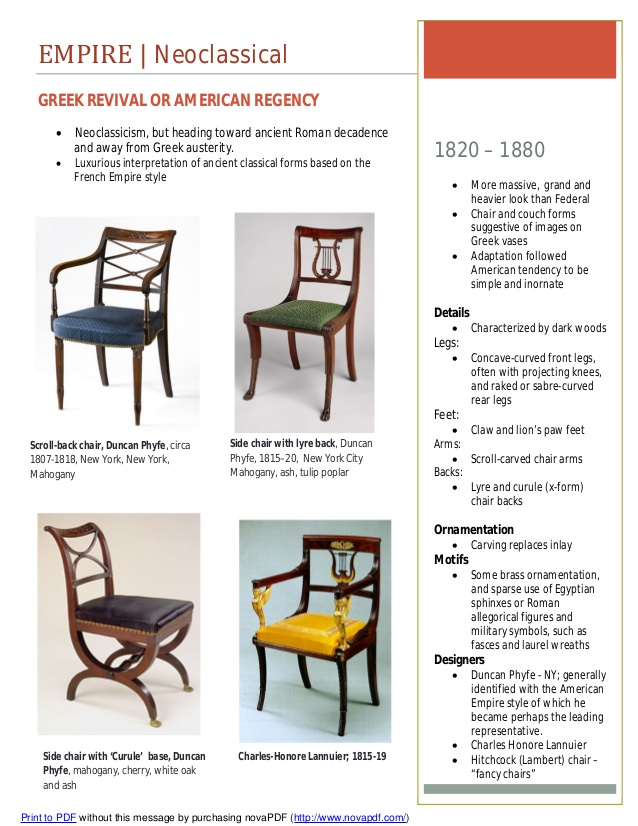 EMPIRE | Neoclassical
GREEK REVIVAL OR AMERICAN REGENCY
• Neoclassicism, but heading toward ancient Roman decadence
and away from Greek austerity.
• Luxurious interpretation of ancient classical forms based on the
French Empire style
Scroll-back chair, Duncan Phyfe, circa
1807-1818, New York, New York,
Mahogany
Side chair with lyre back, Duncan
Phyfe, 1815–20, New York City
Mahogany, ash, tulip poplar
Side chair with ‘Curule’ base, Duncan
Phyfe, mahogany, cherry, white oak
and ash
Charles-Honore Lannuier; 1815-19
1820 – 1880
• More massive, grand and
heavier look than Federal
• Chair and couch forms
suggestive of images on
Greek vases
• Adaptation followed
American tendency to be
simple and inornate
Details
• Characterized by dark woods
Legs:
• Concave-curved front legs,
often with projecting knees,
and raked or sabre-curved
rear legs
Feet:
• Claw and lion’s paw feet
Arms:
• Scroll-carved chair arms
Backs:
• Lyre and curule (x-form)
chair backs
Ornamentation
• Carving replaces inlay
Motifs
• Some brass ornamentation,
and sparse use of Egyptian
sphinxes or Roman
allegorical figures and
military symbols, such as
fasces and laurel wreaths
Designers
• Duncan Phyfe - NY; generally
identified with the American
Empire style of which he
became perhaps the leading
representative.
• Charles Honore Lannuier
• Hitchcock (Lambert) chair –
“fancy chairs”
Print to PDF without this message by purchasing novaPDF (http://www.novapdf.com/)